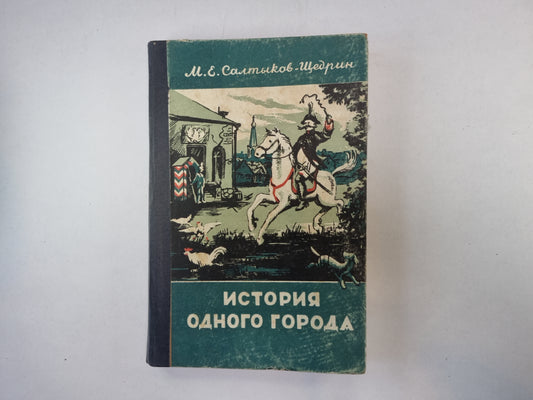 М. Е. Салтыков-Щедрин
ИСТОРИЯ
ОДНОГО ГОРОДА